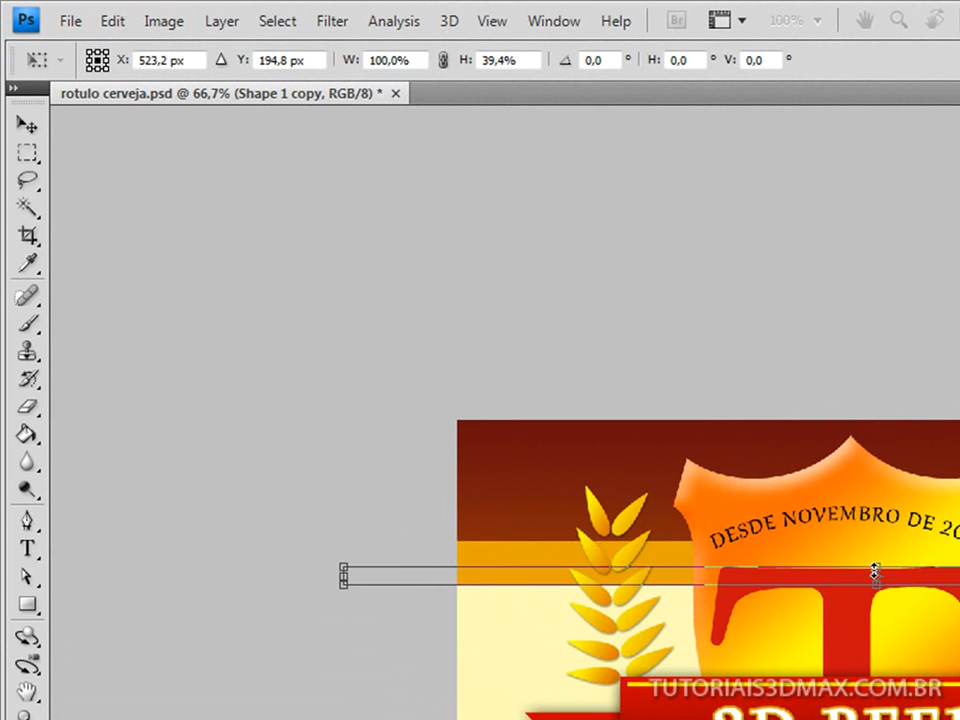 Ps File Edit Image Layer Select Filter Analysis 3D View Window Help Br 100%
X: 523,2 px Δ Y: 194,8 px W: 100,0% H: 39,4% 0,0 ° H: 0,0 ° V: 0,0 °
rotulo cerveja.psd @ 66,7% (Shape 1 copy, RGB/8) * ×
T
DESDE NOVEMBRO DE 20
T
TUTORIAIS3DMAX.COM.BR
3D BEE